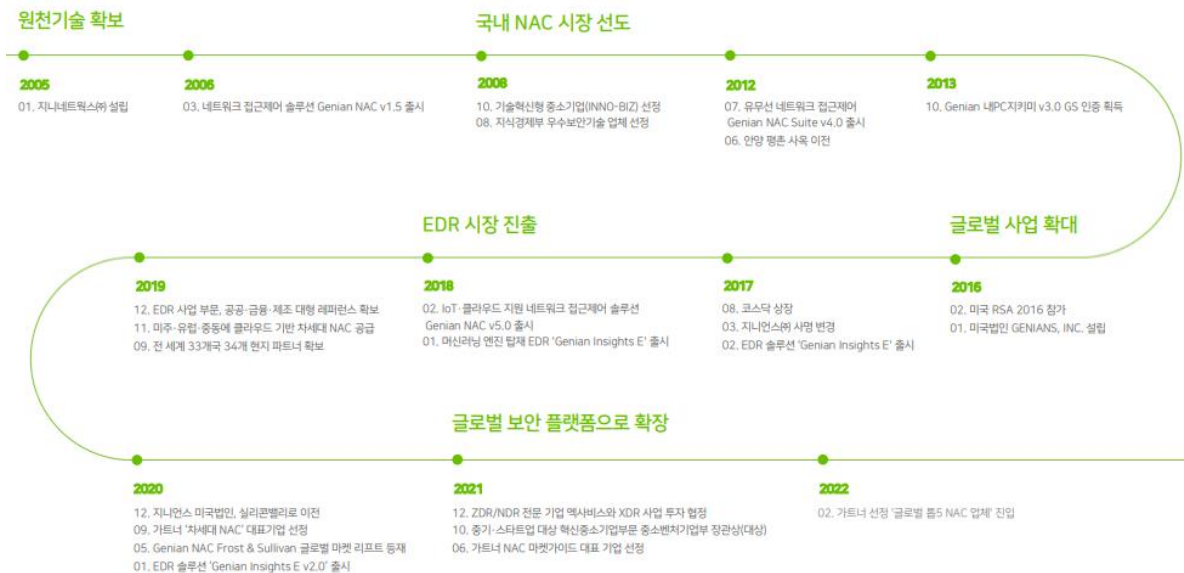 원천기술 확보
국내 NAC 시장 선도
2005
01. 지니네트웍스㈜ 설립
2006
03. 네트워크 접근제어 솔루션 Genian NAC v1.5 출시
2008
10. 기술혁신형 중소기업(INNO-BIZ) 선정
08. 지식경제부 우수보안기술 업체 선정
2012
07. 유무선 네트워크 접근제어
Genian NAC Suite v4.0 출시
06. 안양 평촌 사옥 이전
2013
10. Genian 내PC지키미 v3.0 GS 인증 획득
EDR 시장 진출
글로벌 사업 확대
2019
12. EDR 사업 부문, 공공·금융·제조 대형 레퍼런스 확보
11. 미주·유럽·중동에 클라우드 기반 차세대 NAC 공급
09. 전 세계 33개국 34개 현지 파트너 확보
2018
02. IoT·클라우드 지원 네트워크 접근제어 솔루션
Genian NAC v5.0 출시
01. 머신러닝 엔진 탑재 EDR 'Genian Insights E' 출시
2017
08. 코스닥 상장
03. 지니언스㈜ 사명 변경
02. EDR 솔루션 'Genian Insights E' 출시
2016
02. 미국 RSA 2016 참가
01. 미국법인 GENIANS, INC. 설립
글로벌 보안 플랫폼으로 확장
2020
12. 지니언스 미국법인, 실리콘밸리로 이전
09. 가트너 '차세대 NAC' 대표기업 선정
05. Genian NAC Frost & Sullivan 글로벌 마켓 리포트 등재
01. EDR 솔루션 'Genian Insights E v2.0' 출시
2021
12. ZDR/NDR 전문 기업 엑사비스와 XDR 사업 투자 협정
10. 중기·스타트업 대상 혁신중소기업부문 중소벤처기업부 장관상(대상)
06. 가트너 NAC 마켓가이드 대표 기업 선정
2022
02. 가트너 선정 '글로벌 톱5 NAC 업체' 진입